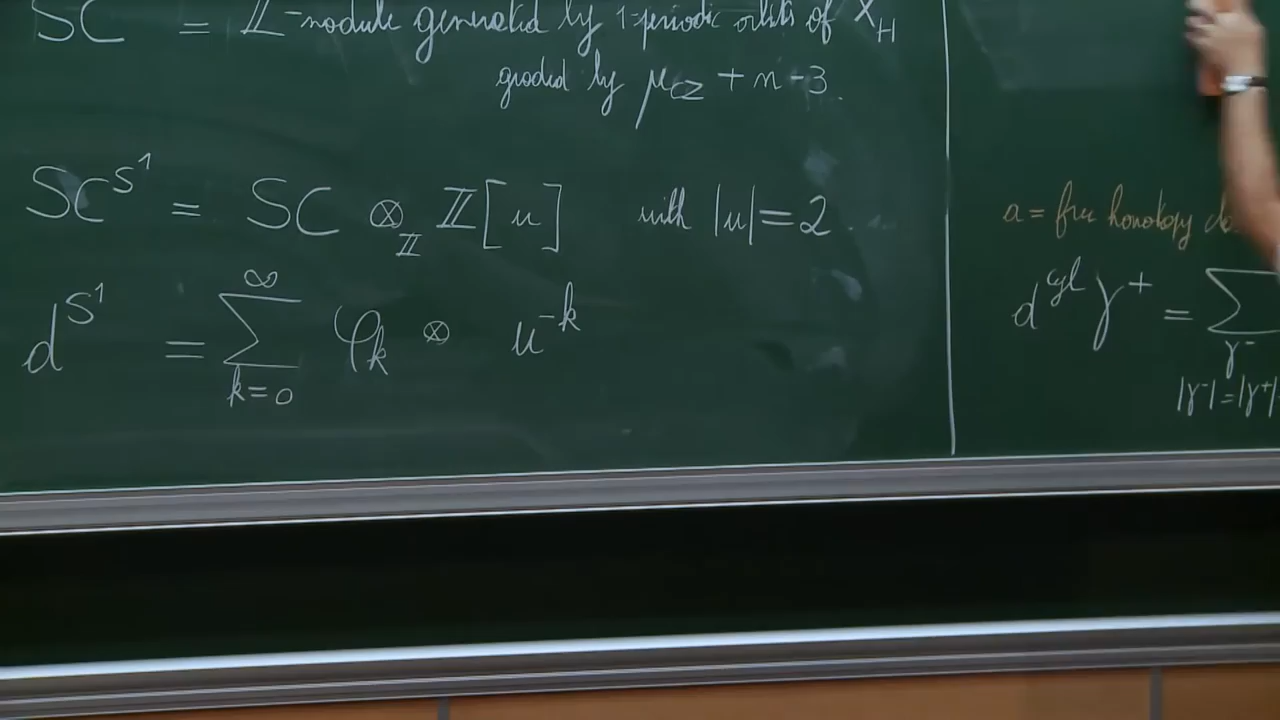 SC = ℤ-module generated by 1-periodic orbits of X_H
graded by μ_CZ + n - 3.
SC^{S^1} = SC ⊗_ℤ ℤ[u] with |u| = 2
d^{S^1} = ∑_{k=0}^{∞} φ_k ⊗ u^{-k}
a = free homotopy
d^{cyl} γ^+ = ∑_{γ^-
|γ^-| = |γ^+|